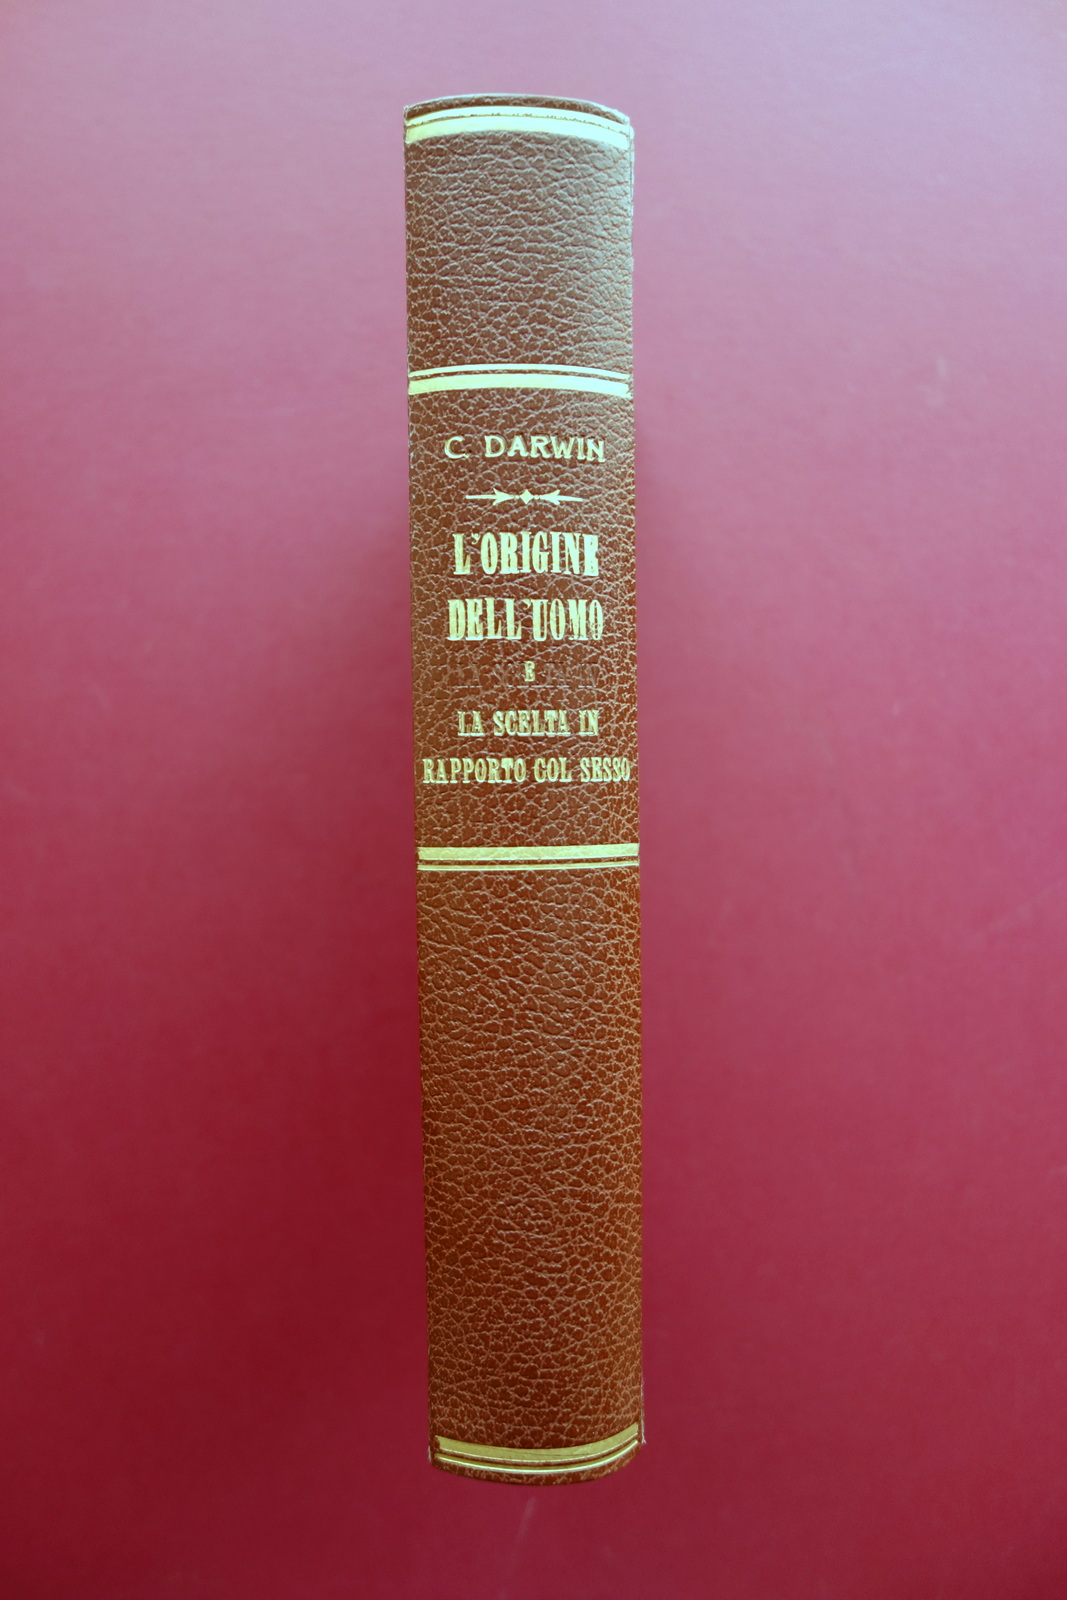 C. DARWIN
L'ORIGINE
DELL'UOMO
E
LA SCELTA IN
RAPPORTO COL SESSO